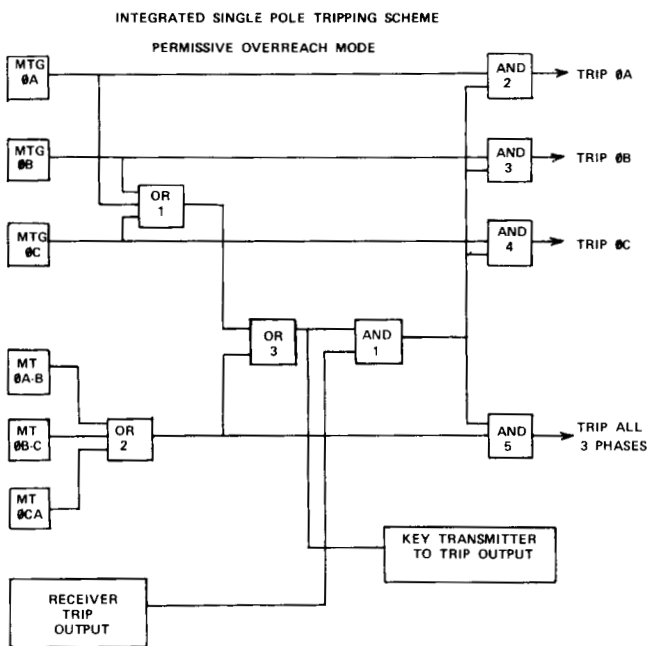 INTEGRATED SINGLE POLE TRIPPING SCHEME
PERMISSIVE OVERREACH MODE
MTG
ØA
AND
2
TRIP ØA
MTG
ØB
AND
3
TRIP ØB
OR
1
MTG
ØC
AND
4
TRIP ØC
OR
3
AND
1
MT
ØA-B
MT
ØB-C
OR
2
AND
5
TRIP ALL
3 PHASES
MT
ØCA
KEY TRANSMITTER
TO TRIP OUTPUT
RECEIVER
TRIP
OUTPUT